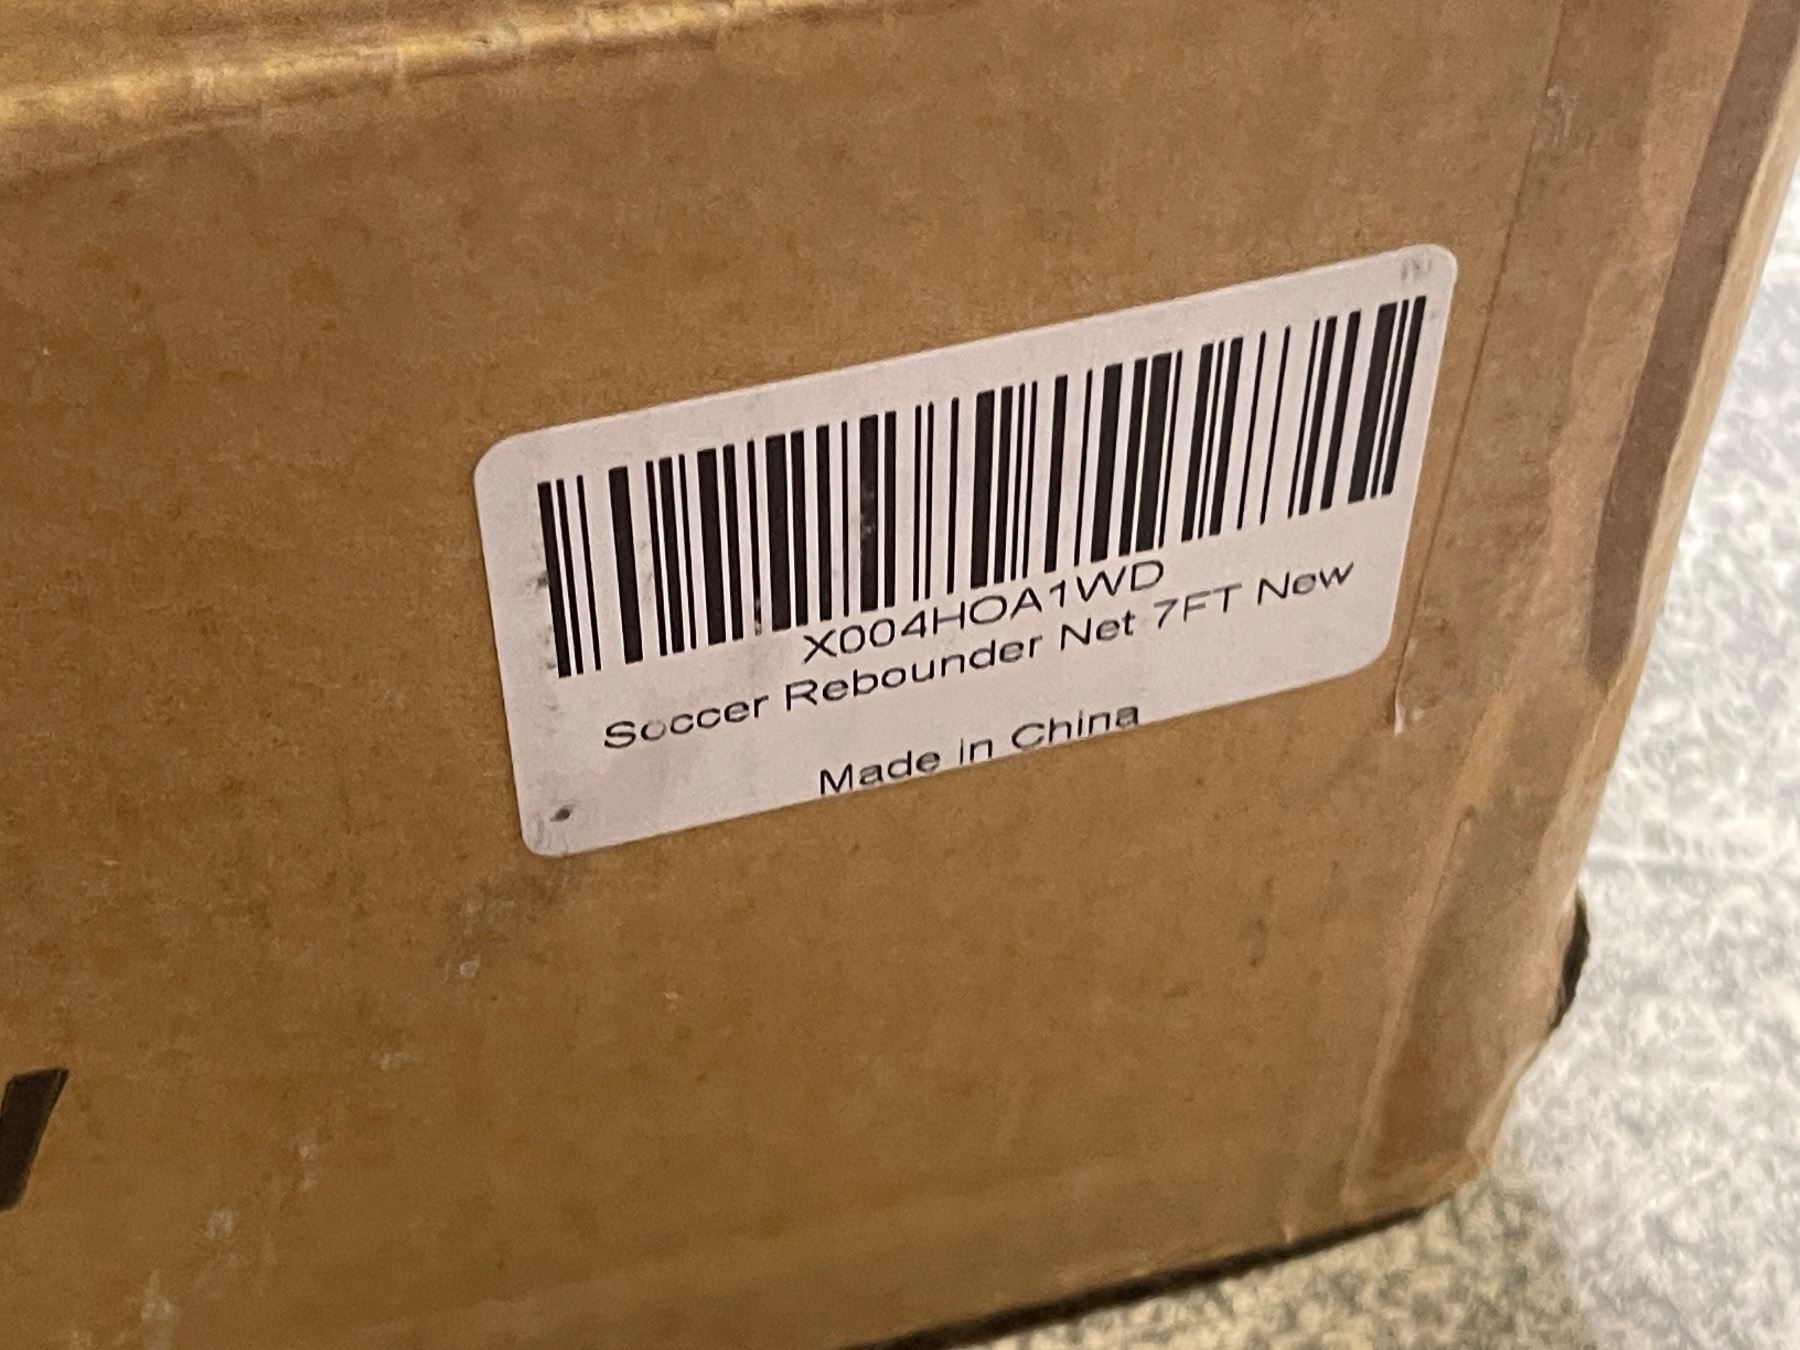 X004HOA1WD
Soccer Rebounder Net 7FT New
Made in China